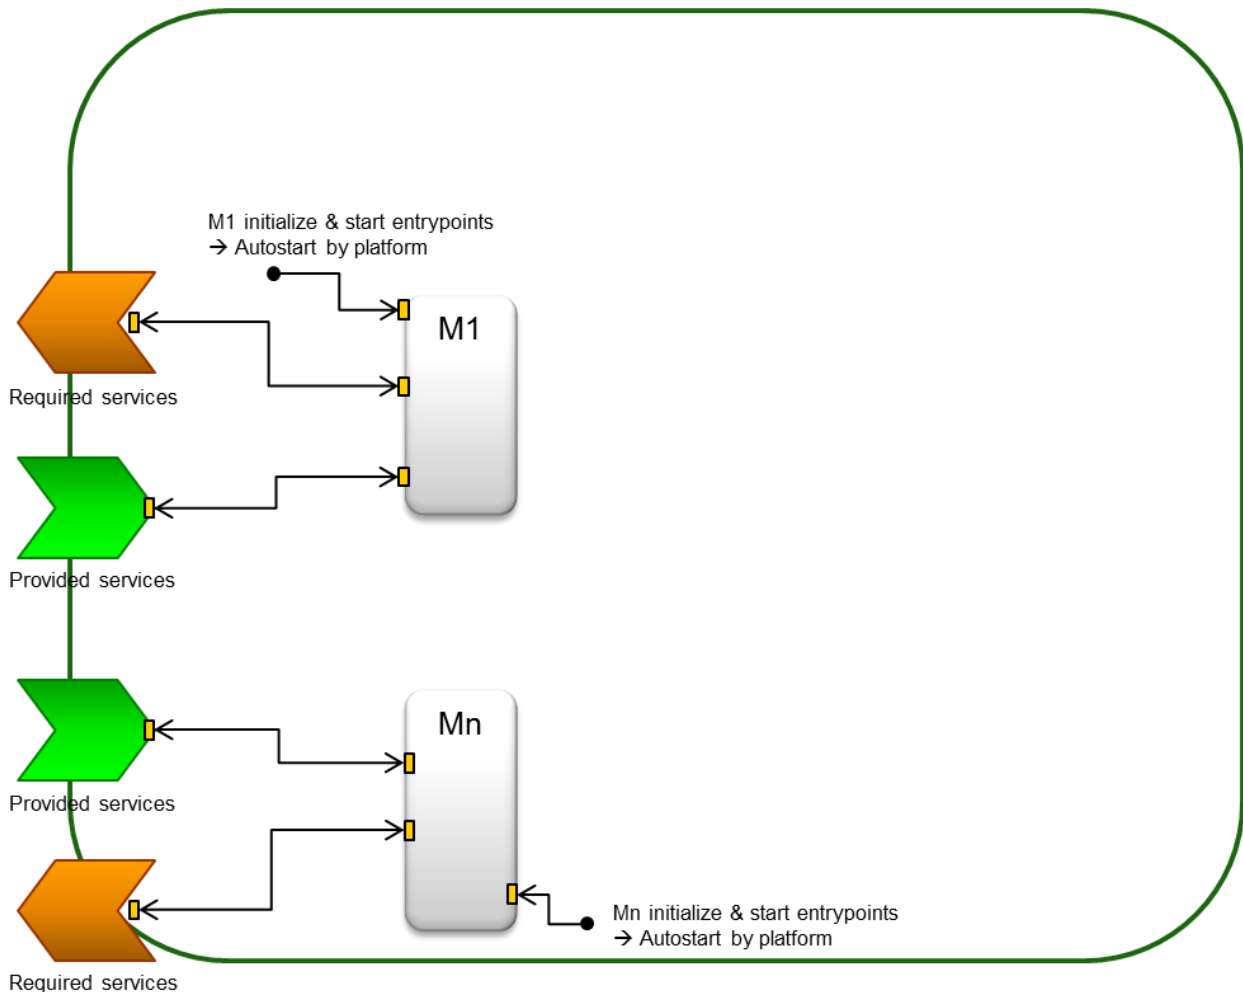 M1 initialize & start entrypoints
→ Autostart by platform
M1
Required services
Provided services
Mn
Provided services
Mn initialize & start entrypoints
→ Autostart by platform
Required services